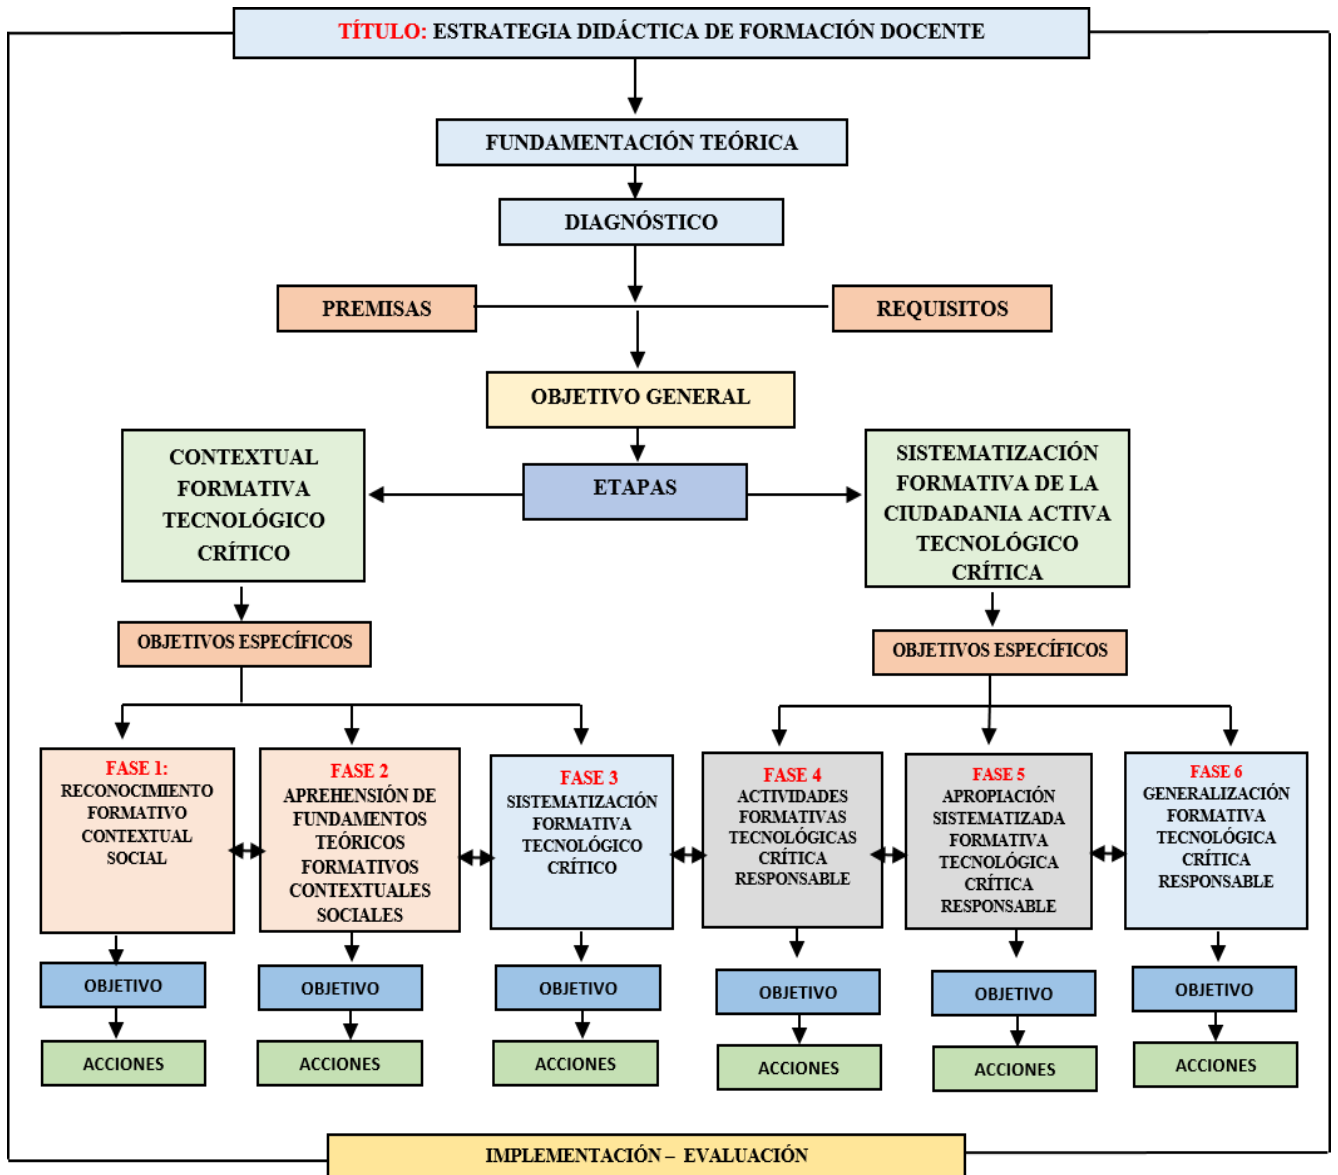 TÍTULO: ESTRATEGIA DIDÁCTICA DE FORMACIÓN DOCENTE
FUNDAMENTACIÓN TEÓRICA
DIAGNÓSTICO
PREMISAS
REQUISITOS
OBJETIVO GENERAL
ETAPAS
CONTEXTUAL
FORMATIVA
TECNOLÓGICO
CRÍTICO
SISTEMATIZACIÓN
FORMATIVA DE LA
CIUDADANIA ACTIVA
TECNOLÓGICO
CRÍTICA
OBJETIVOS ESPECÍFICOS
OBJETIVOS ESPECÍFICOS
FASE 1:
RECONOCIMIENTO
FORMATIVO
CONTEXTUAL
SOCIAL
FASE 2
APREHENSIÓN DE
FUNDAMENTOS
TEÓRICOS
FORMATIVOS
CONTEXTUALES
SOCIALES
FASE 3
SISTEMATIZACIÓN
FORMATIVA
TECNOLÓGICO
CRÍTICO
FASE 4
ACTIVIDADES
FORMATIVAS
TECNOLÓGICAS
CRÍTICA
RESPONSABLE
FASE 5
APROPIACIÓN
SISTEMATIZADA
FORMATIVA
TECNOLÓGICA
CRÍTICA
RESPONSABLE
FASE 6
GENERALIZACIÓN
FORMATIVA
TECNOLÓGICA
CRÍTICA
RESPONSABLE
OBJETIVO
OBJETIVO
OBJETIVO
OBJETIVO
OBJETIVO
OBJETIVO
ACCIONES
ACCIONES
ACCIONES
ACCIONES
ACCIONES
ACCIONES
IMPLEMENTACIÓN – EVALUACIÓN